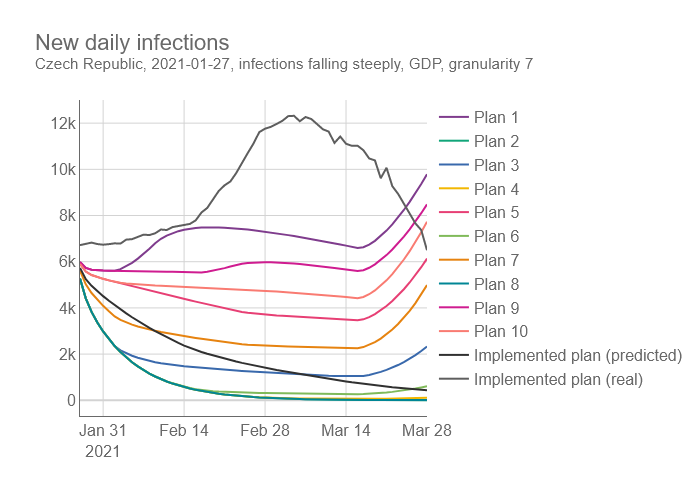 New daily infections
Czech Republic, 2021-01-27, infections falling steeply, GDP, granularity 7
12k
10k
8k
6k
4k
2k
0
Jan 31
2021
Feb 14
Feb 28
Mar 14
Mar 28
Plan 1
Plan 2
Plan 3
Plan 4
Plan 5
Plan 6
Plan 7
Plan 8
Plan 9
Plan 10
Implemented plan (predicted)
Implemented plan (real)